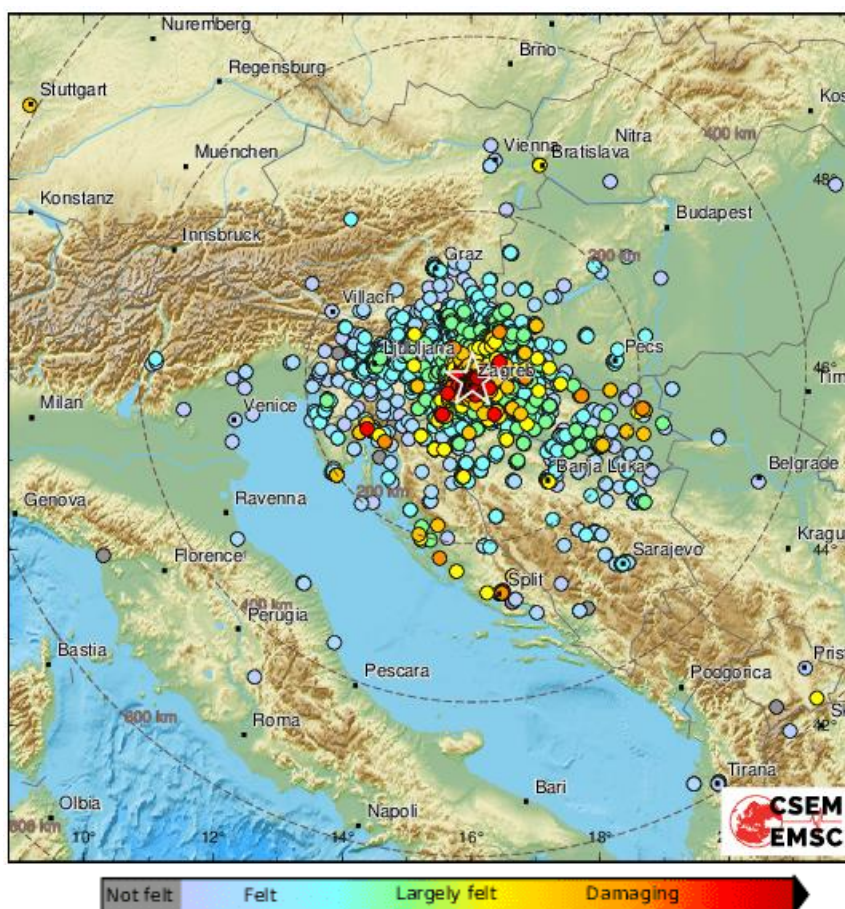 Nuremberg
Brno
Regensburg
Stuttgart
Kos
400 km
Nitra
Vienna
Bratislava
Muenchen
48°
Konstanz
Budapest
Innsbruck
Graz
200 km
Villach
Ljubljana
Pecs
Zagreb
46°
Tim
Milan
Venice
Banja Luka
Belgrade
200 km
Genova
Ravenna
Kragu
44°
Florence
Sarajevo
Split
400 km
Perugia
Bastia
Prist
Pescara
Podgorica
600 km
42°
Roma
Tirana
Bari
Olbia
Napoli
CSEM
EMSC
10°
12°
14°
16°
18°
Not felt Felt Largely felt Damaging